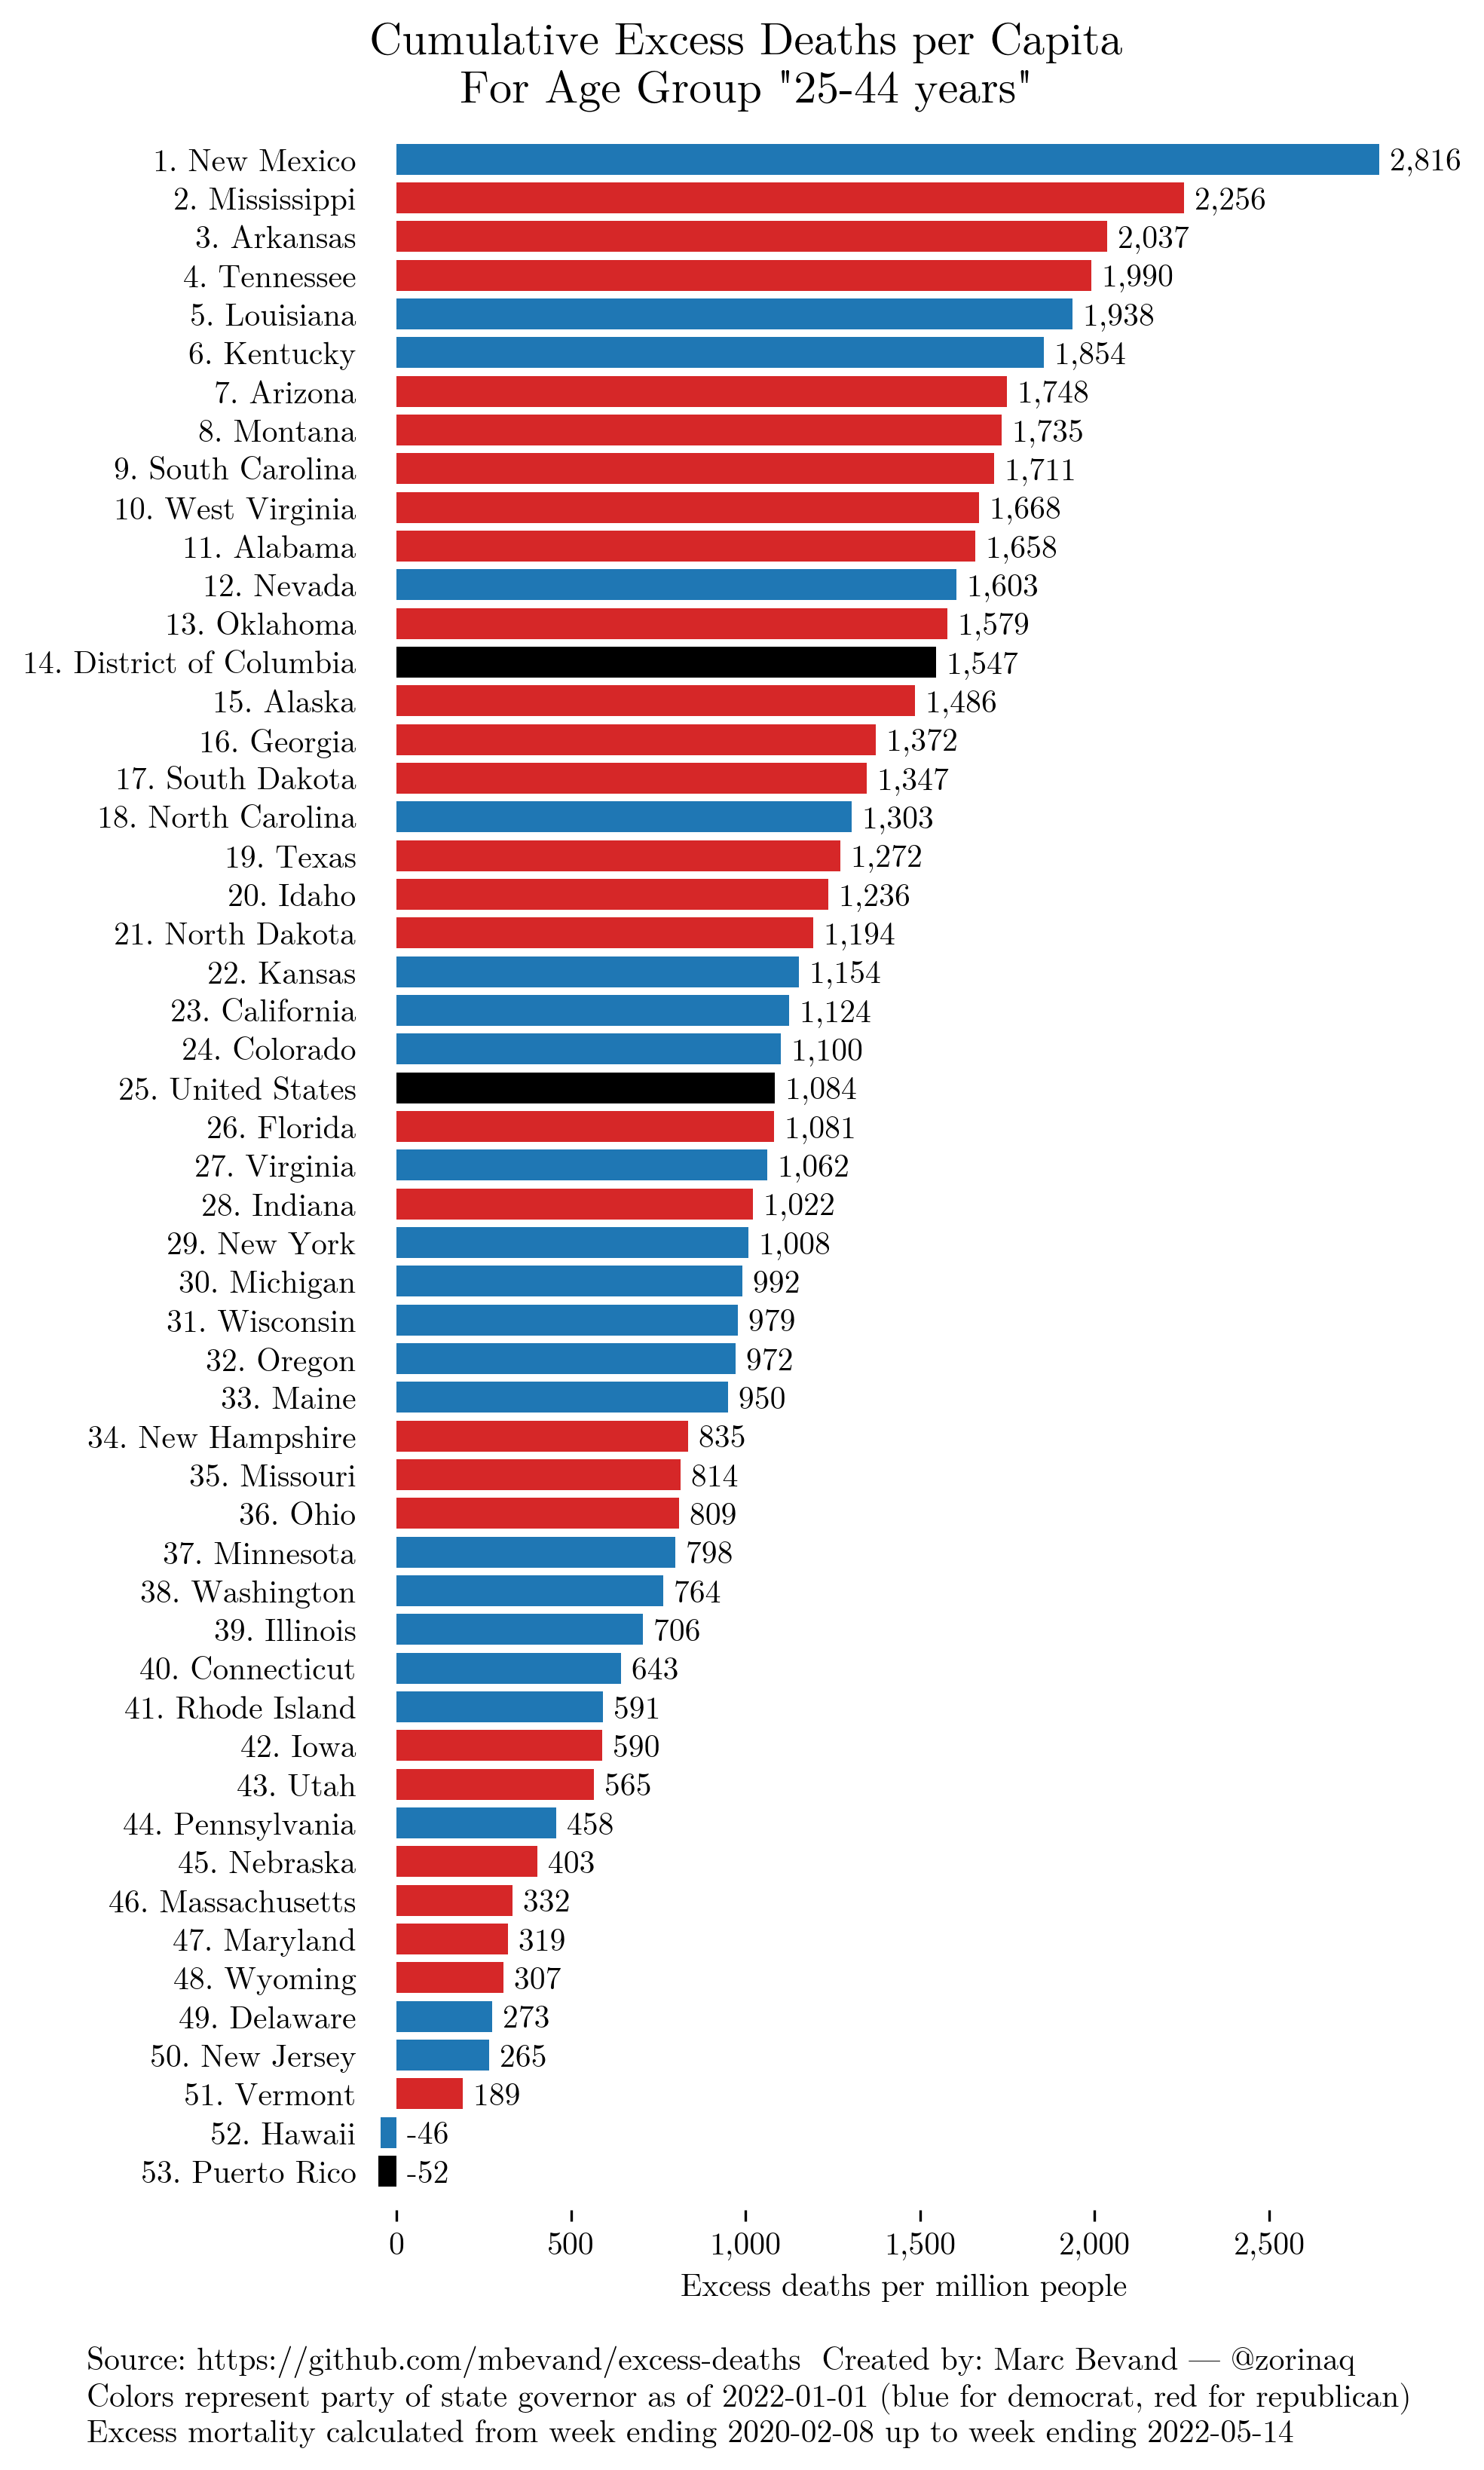 Cumulative Excess Deaths per Capita
For Age Group "25-44 years"
1. New Mexico 2,816
2. Mississippi 2,256
3. Arkansas 2,037
4. Tennessee 1,990
5. Louisiana 1,938
6. Kentucky 1,854
7. Arizona 1,748
8. Montana 1,735
9. South Carolina 1,711
10. West Virginia 1,668
11. Alabama 1,658
12. Nevada 1,603
13. Oklahoma 1,579
14. District of Columbia 1,547
15. Alaska 1,486
16. Georgia 1,372
17. South Dakota 1,347
18. North Carolina 1,303
19. Texas 1,272
20. Idaho 1,236
21. North Dakota 1,194
22. Kansas 1,154
23. California 1,124
24. Colorado 1,100
25. United States 1,084
26. Florida 1,081
27. Virginia 1,062
28. Indiana 1,022
29. New York 1,008
30. Michigan 992
31. Wisconsin 979
32. Oregon 972
33. Maine 950
34. New Hampshire 835
35. Missouri 814
36. Ohio 809
37. Minnesota 798
38. Washington 764
39. Illinois 706
40. Connecticut 643
41. Rhode Island 591
42. Iowa 590
43. Utah 565
44. Pennsylvania 458
45. Nebraska 403
46. Massachusetts 332
47. Maryland 319
48. Wyoming 307
49. Delaware 273
50. New Jersey 265
51. Vermont 189
52. Hawaii -46
53. Puerto Rico -52
0 500 1,000 1,500 2,000 2,500
Excess deaths per million people
Source: https://github.com/mbevand/excess-deaths Created by: Marc Bevand — @zorinaq
Colors represent party of state governor as of 2022-01-01 (blue for democrat, red for republican)
Excess mortality calculated from week ending 2020-02-08 up to week ending 2022-05-14